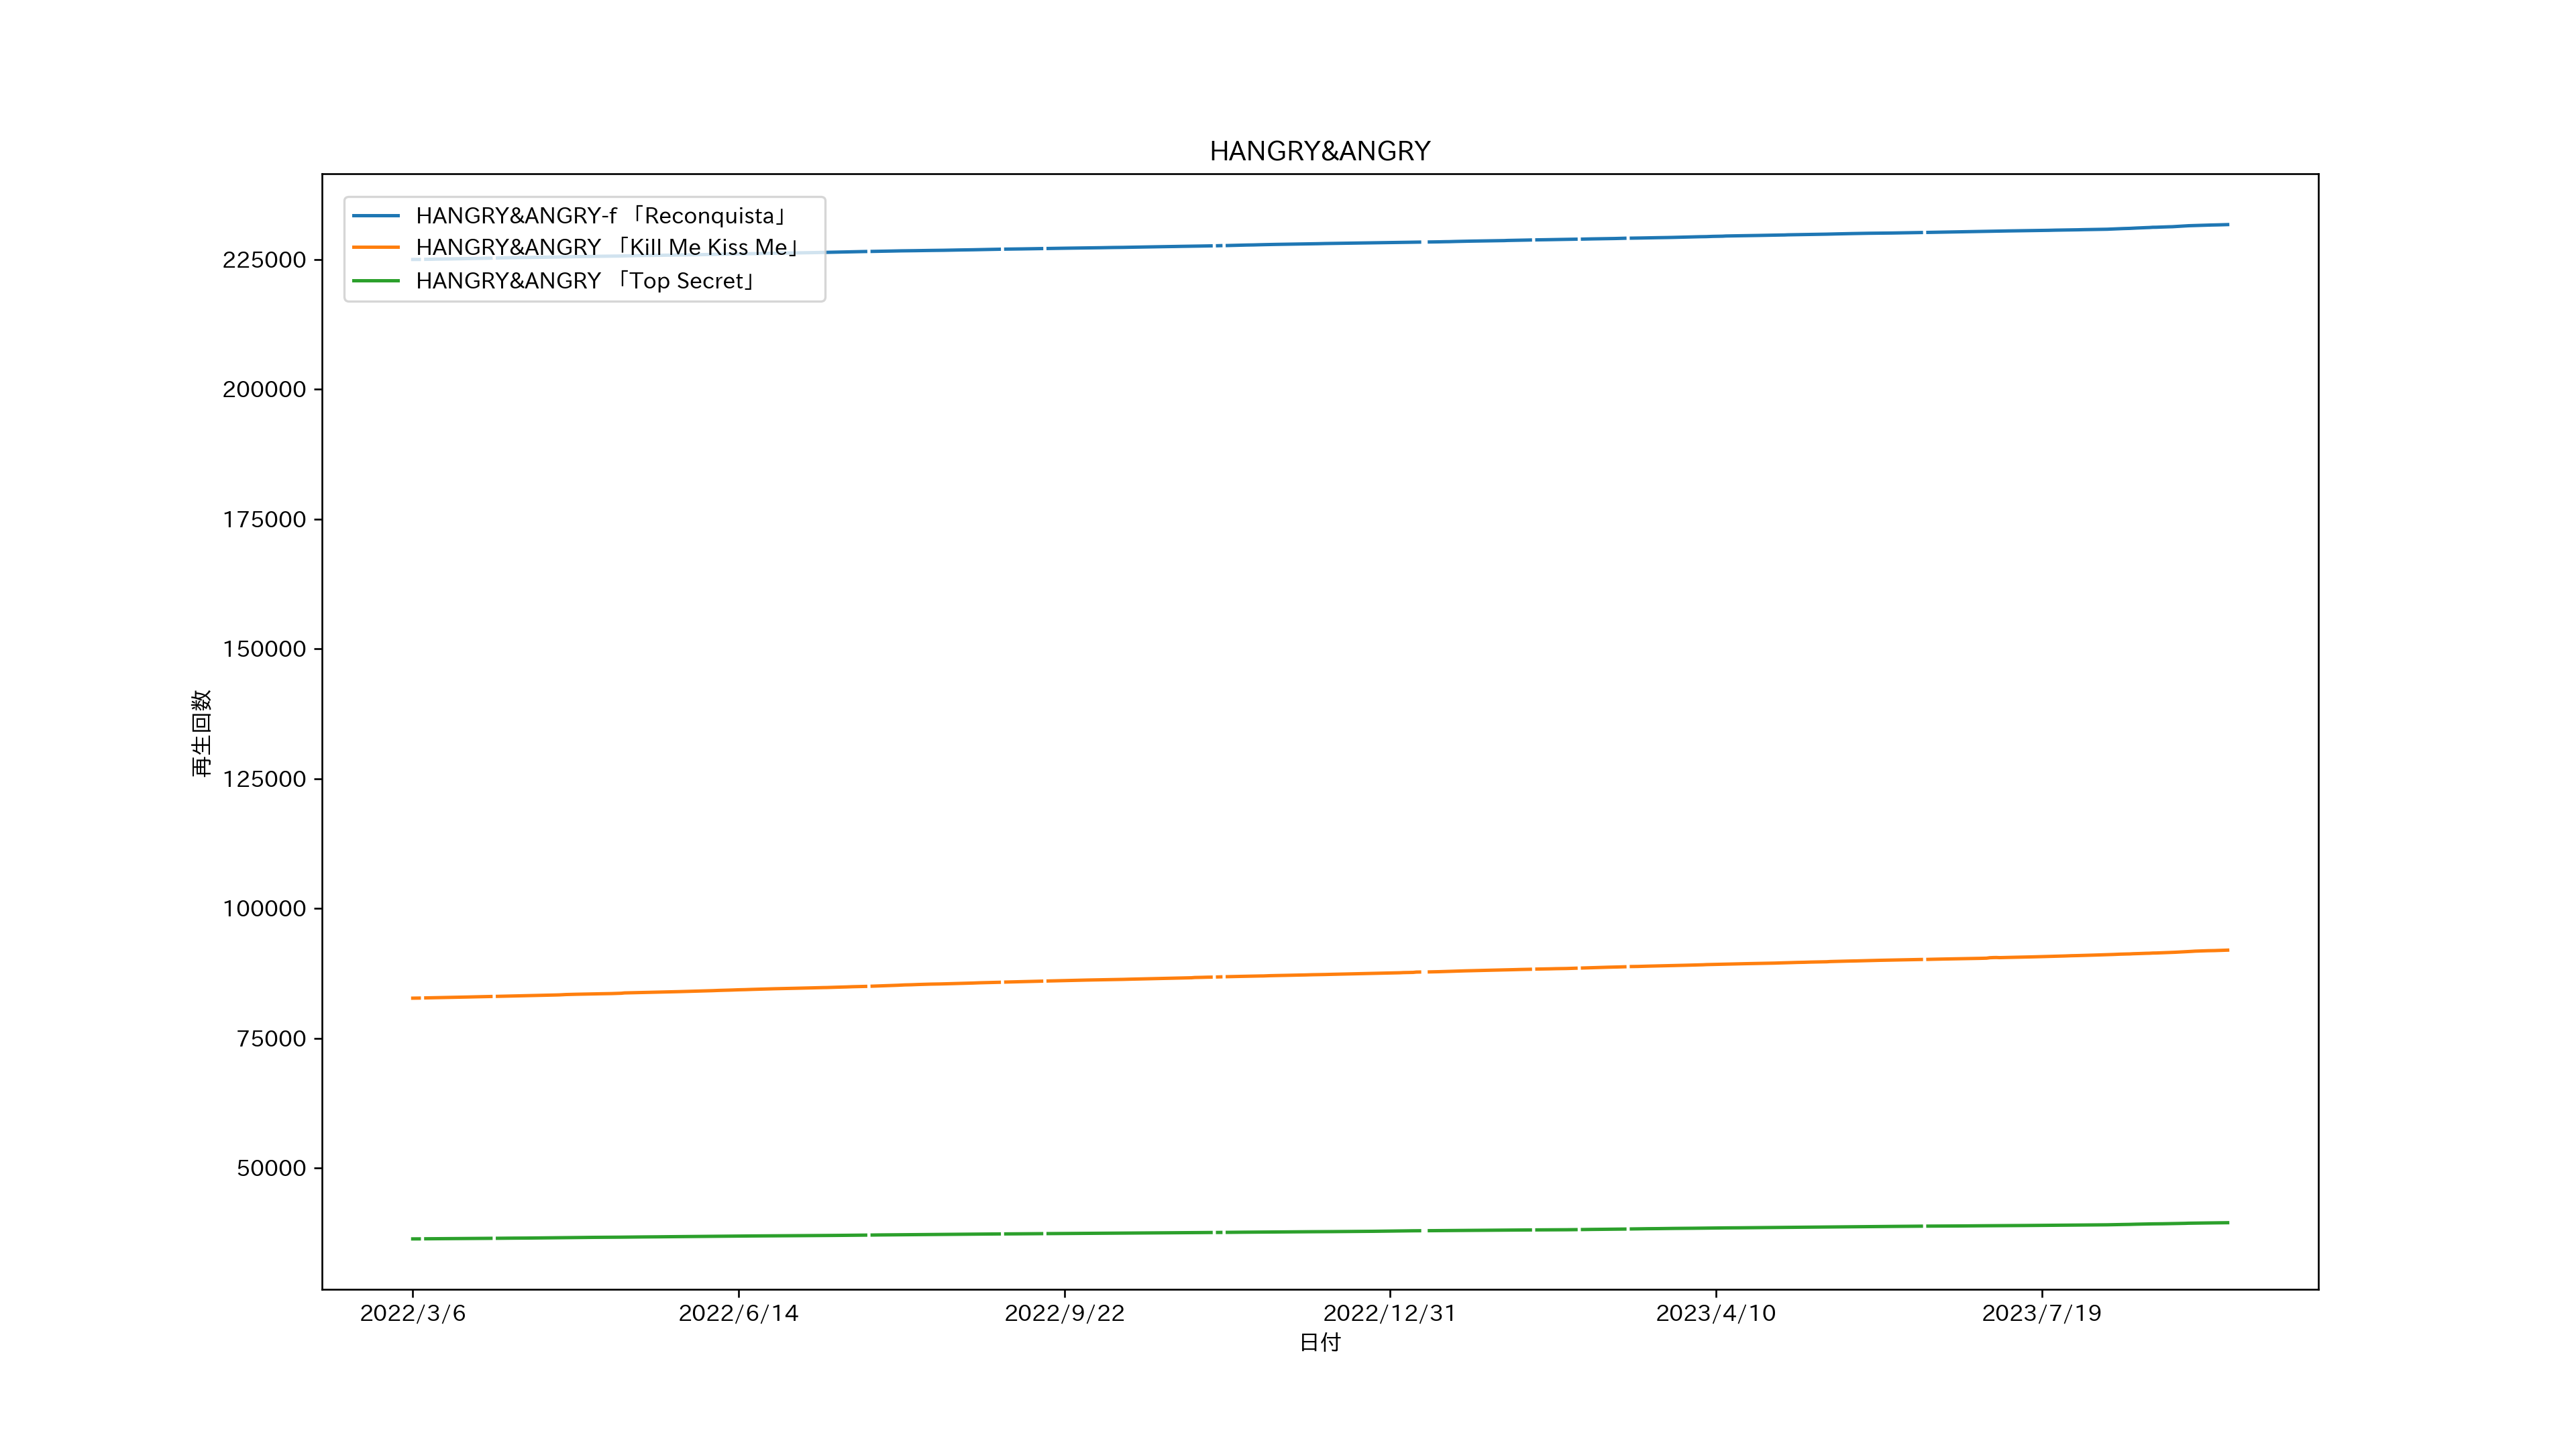 HANGRY&ANGRY
HANGRY&ANGRY-f 「Reconquista」
HANGRY&ANGRY 「Kill Me Kiss Me」
HANGRY&ANGRY 「Top Secret」
225000
200000
175000
150000
125000
100000
75000
50000
再生回数
2022/3/6
2022/6/14
2022/9/22
2022/12/31
2023/4/10
2023/7/19
日付